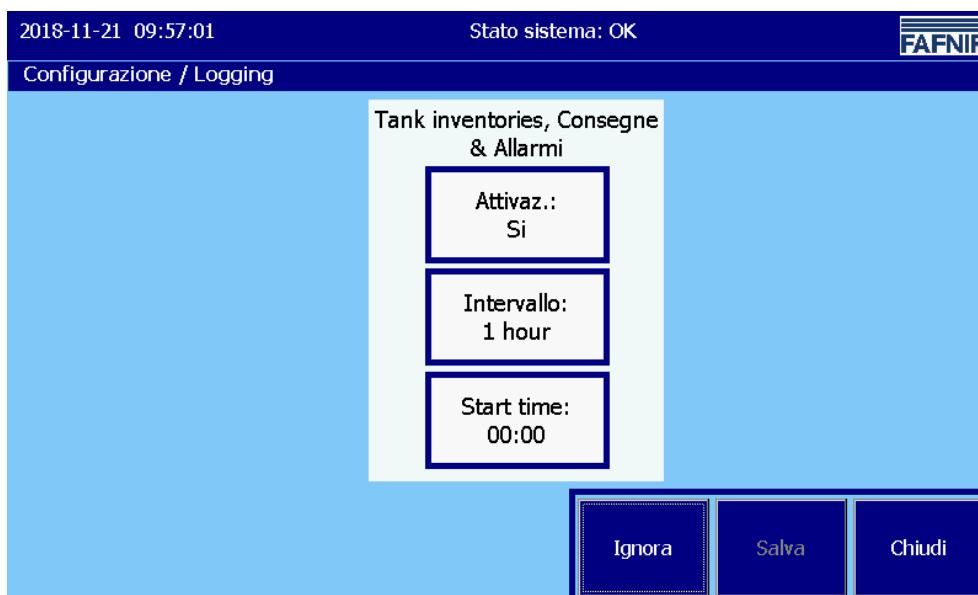 2018-11-21 09:57:01
Stato sistema: OK
FAFNIR
Configurazione / Logging
Tank inventories, Consegne
& Allarmi
Attivaz.:
Si
Intervallo:
1 hour
Start time:
00:00
Ignora
Salva
Chiudi